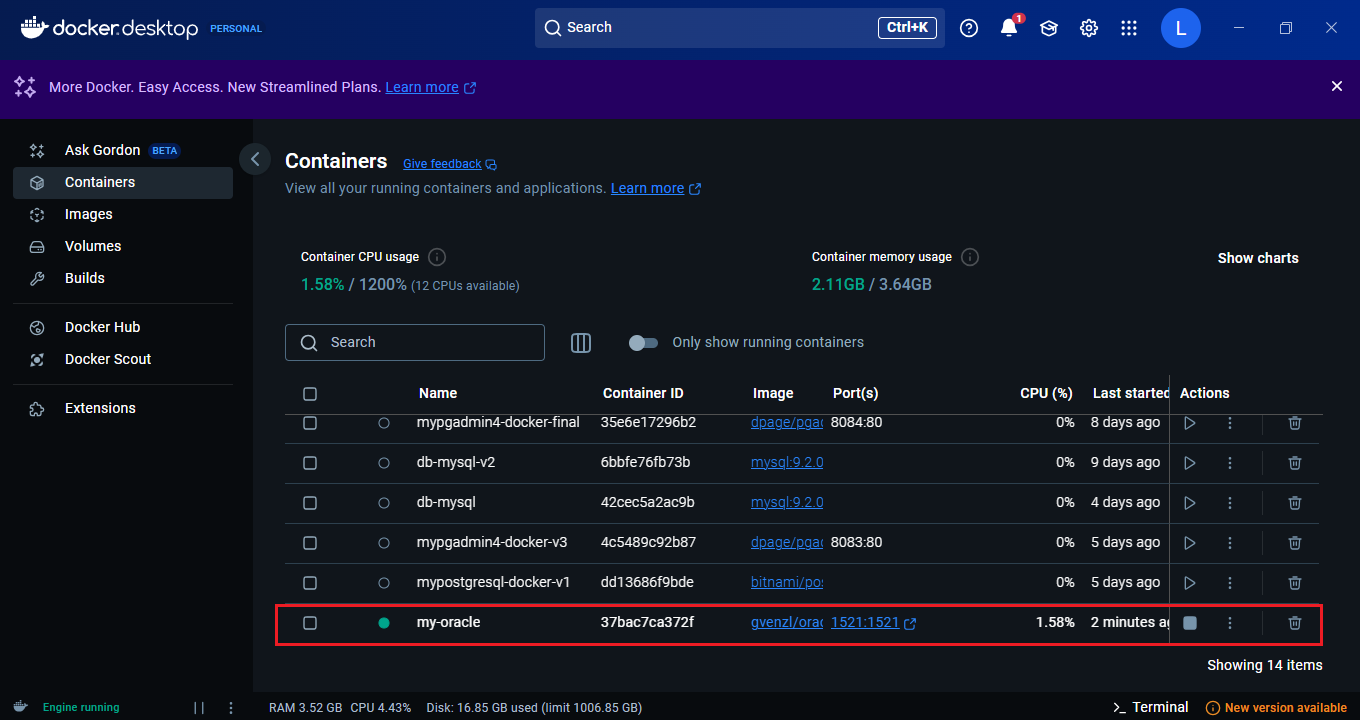 docker.desktop PERSONAL Search Ctrl+K 1 L
More Docker. Easy Access. New Streamlined Plans. Learn more
Ask Gordon BETA
Containers
Images
Volumes
Builds
Docker Hub
Docker Scout
Extensions
Containers Give feedback
View all your running containers and applications. Learn more
Container CPU usage
1.58% / 1200% (12 CPUs available)
Container memory usage
2.11GB / 3.64GB
Show charts
Search
Only show running containers
Name Container ID Image Port(s) CPU (%) Last started Actions
mypgadmin4-docker-final 35e6e17296b2 dpage/pgac 8084:80 0% 8 days ago
db-mysql-v2 6bbfe76fb73b mysql:9.2.0 0% 9 days ago
db-mysql 42cec5a2ac9b mysql:9.2.0 0% 4 days ago
mypgadmin4-docker-v3 4c5489c92b87 dpage/pgac 8083:80 0% 5 days ago
mypostgresql-docker-v1 dd13686f9bde bitnami/pos 0% 5 days ago
my-oracle 37bac7ca372f gvenzl/orac 1521:1521 1.58% 2 minutes ag
Showing 14 items
Engine running RAM 3.52 GB CPU 4.43% Disk: 16.85 GB used (limit 1006.85 GB) >_ Terminal New version available